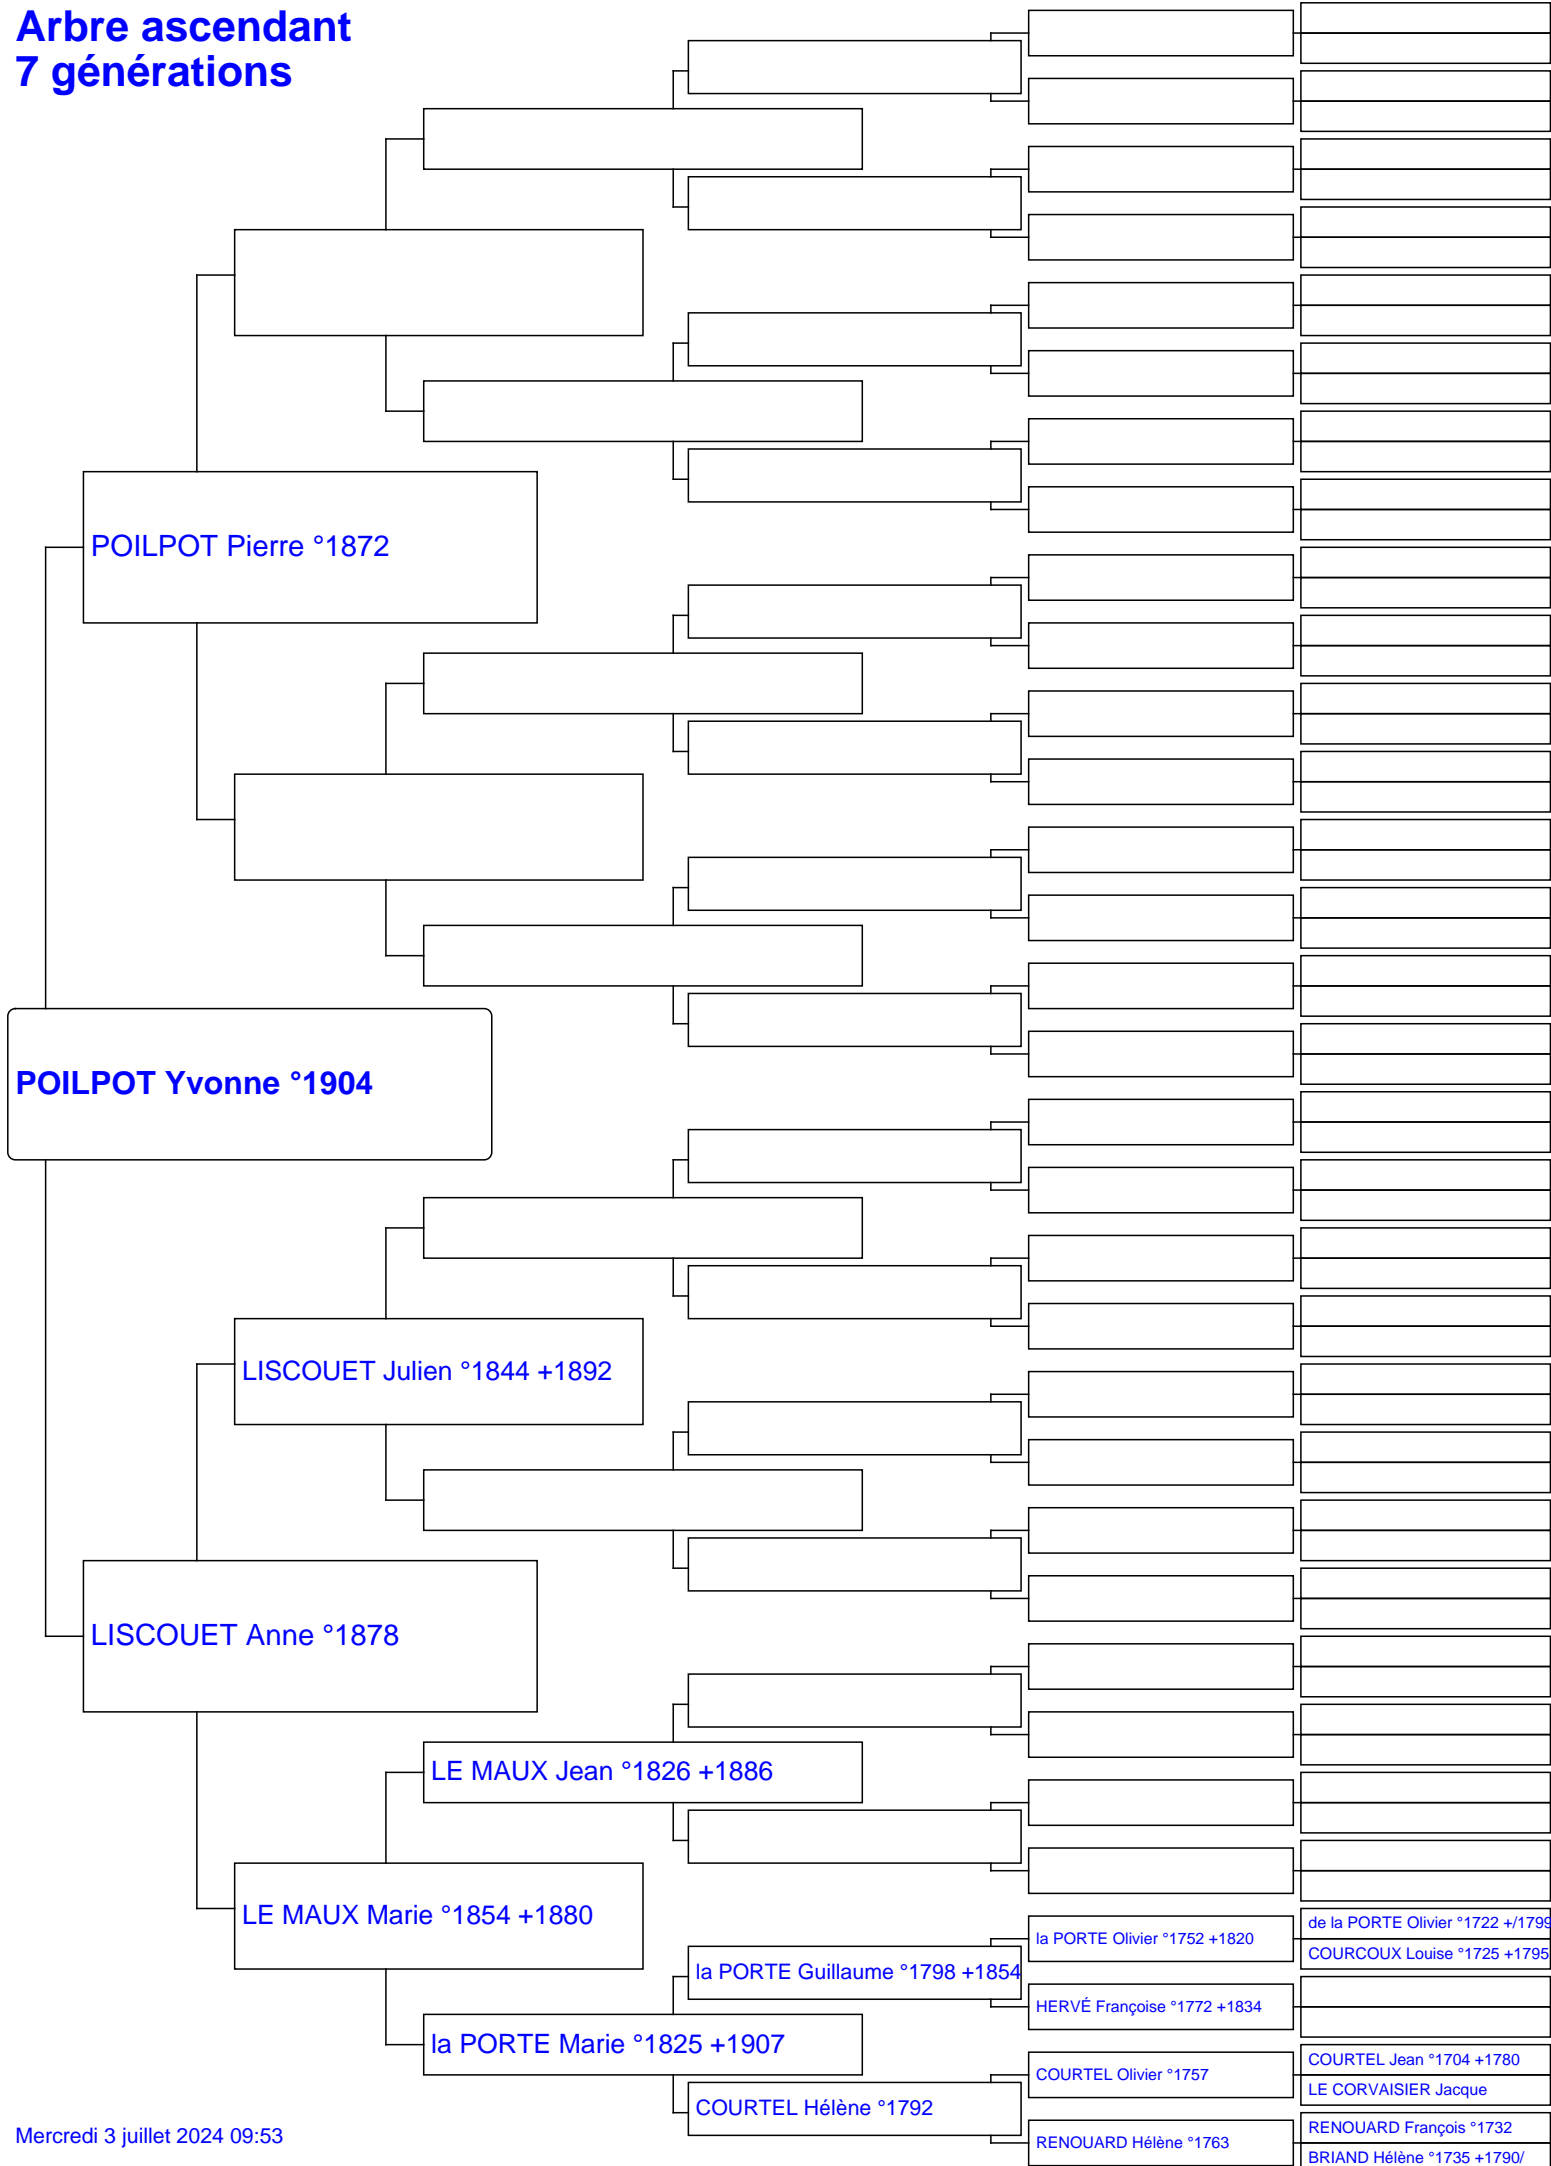 Arbre ascendant
7 générations
POILPOT Pierre °1872
POILPOT Yvonne °1904
LISCOUET Julien °1844 +1892
LISCOUET Anne °1878
LE MAUX Jean °1826 +1886
LE MAUX Marie °1854 +1880
la PORTE Guillaume °1798 +1854
la PORTE Marie °1825 +1907
COURTEL Hélène °1792
la PORTE Olivier °1752 +1820
HERVÉ Françoise °1772 +1834
COURTEL Olivier °1757
RENOUARD Hélène °1763
de la PORTE Olivier °1722 +/1799
COURCOUX Louise °1725 +1795
COURTEL Jean °1704 +1780
LE CORVAISIER Jacque
RENOUARD François °1732
BRIAND Hélène °1735 +1790/
Mercredi 3 juillet 2024 09:53